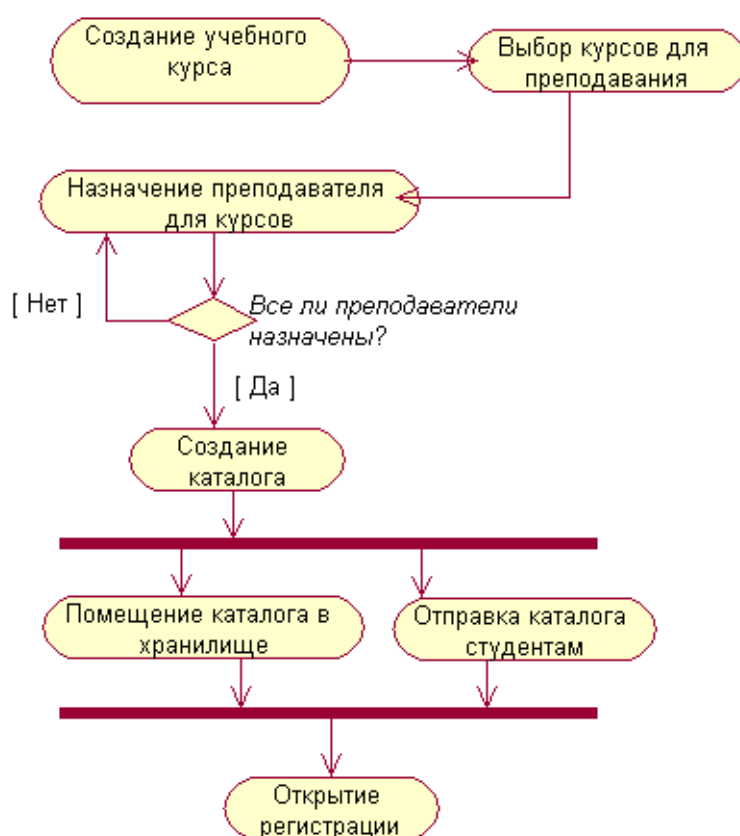 Создание учебного
курса
Выбор курсов для
преподавания
Назначение преподавателя
для курсов
[ Нет ]
Все ли преподаватели
назначены?
[ Да ]
Создание
каталога
Помещение каталога в
хранилище
Отправка каталога
студентам
Открытие
регистрации